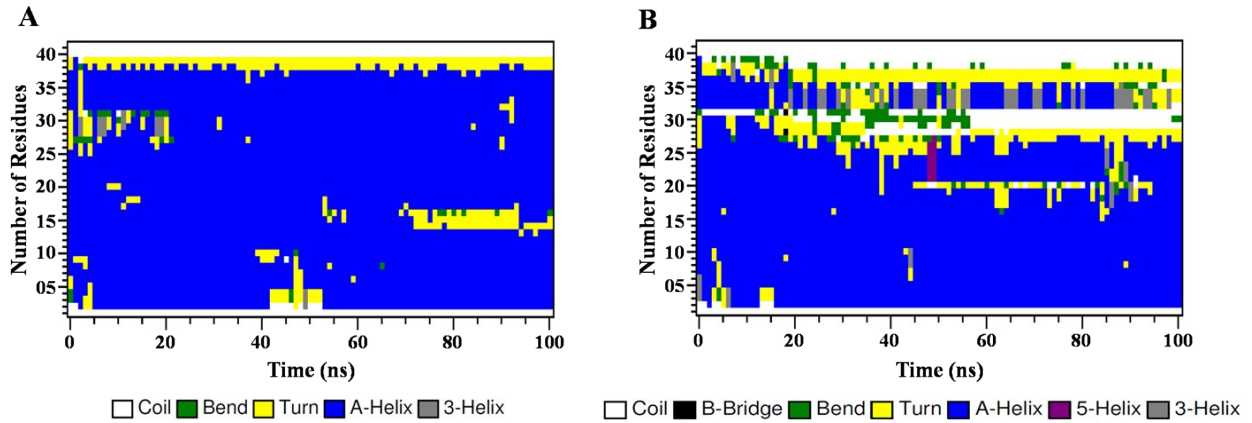 A
Number of Residues
40
35
30
25
20
15
10
05
0 20 40 60 80 100
Time (ns)
Coil Bend Turn A-Helix 3-Helix
B
Number of Residues
40
35
30
25
20
15
10
05
0 20 40 60 80 100
Time (ns)
Coil B-Bridge Bend Turn A-Helix 5-Helix 3-Helix